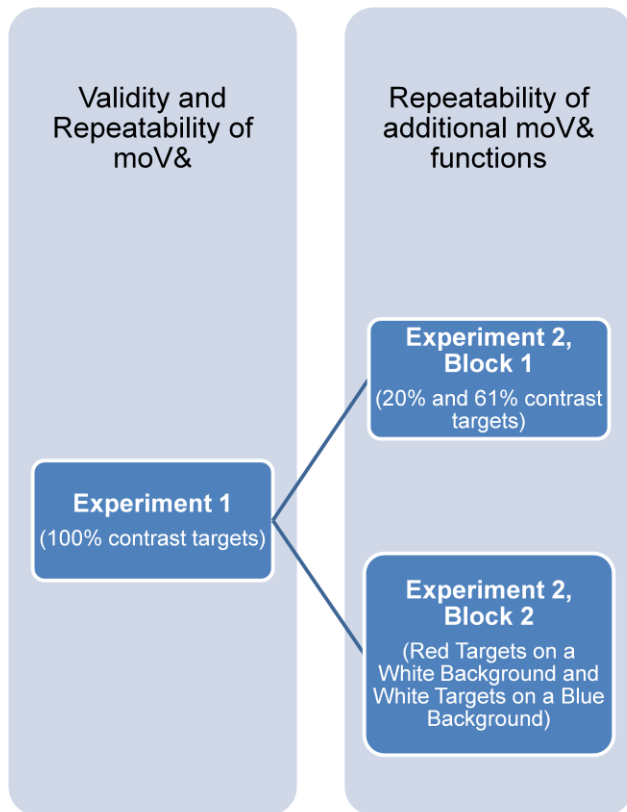 Validity and
Repeatability of
moV&
Experiment 1
(100% contrast targets)
Repeatability of
additional moV&
functions
Experiment 2,
Block 1
(20% and 61% contrast
targets)
Experiment 2,
Block 2
(Red Targets on a
White Background and
White Targets on a Blue
Background)